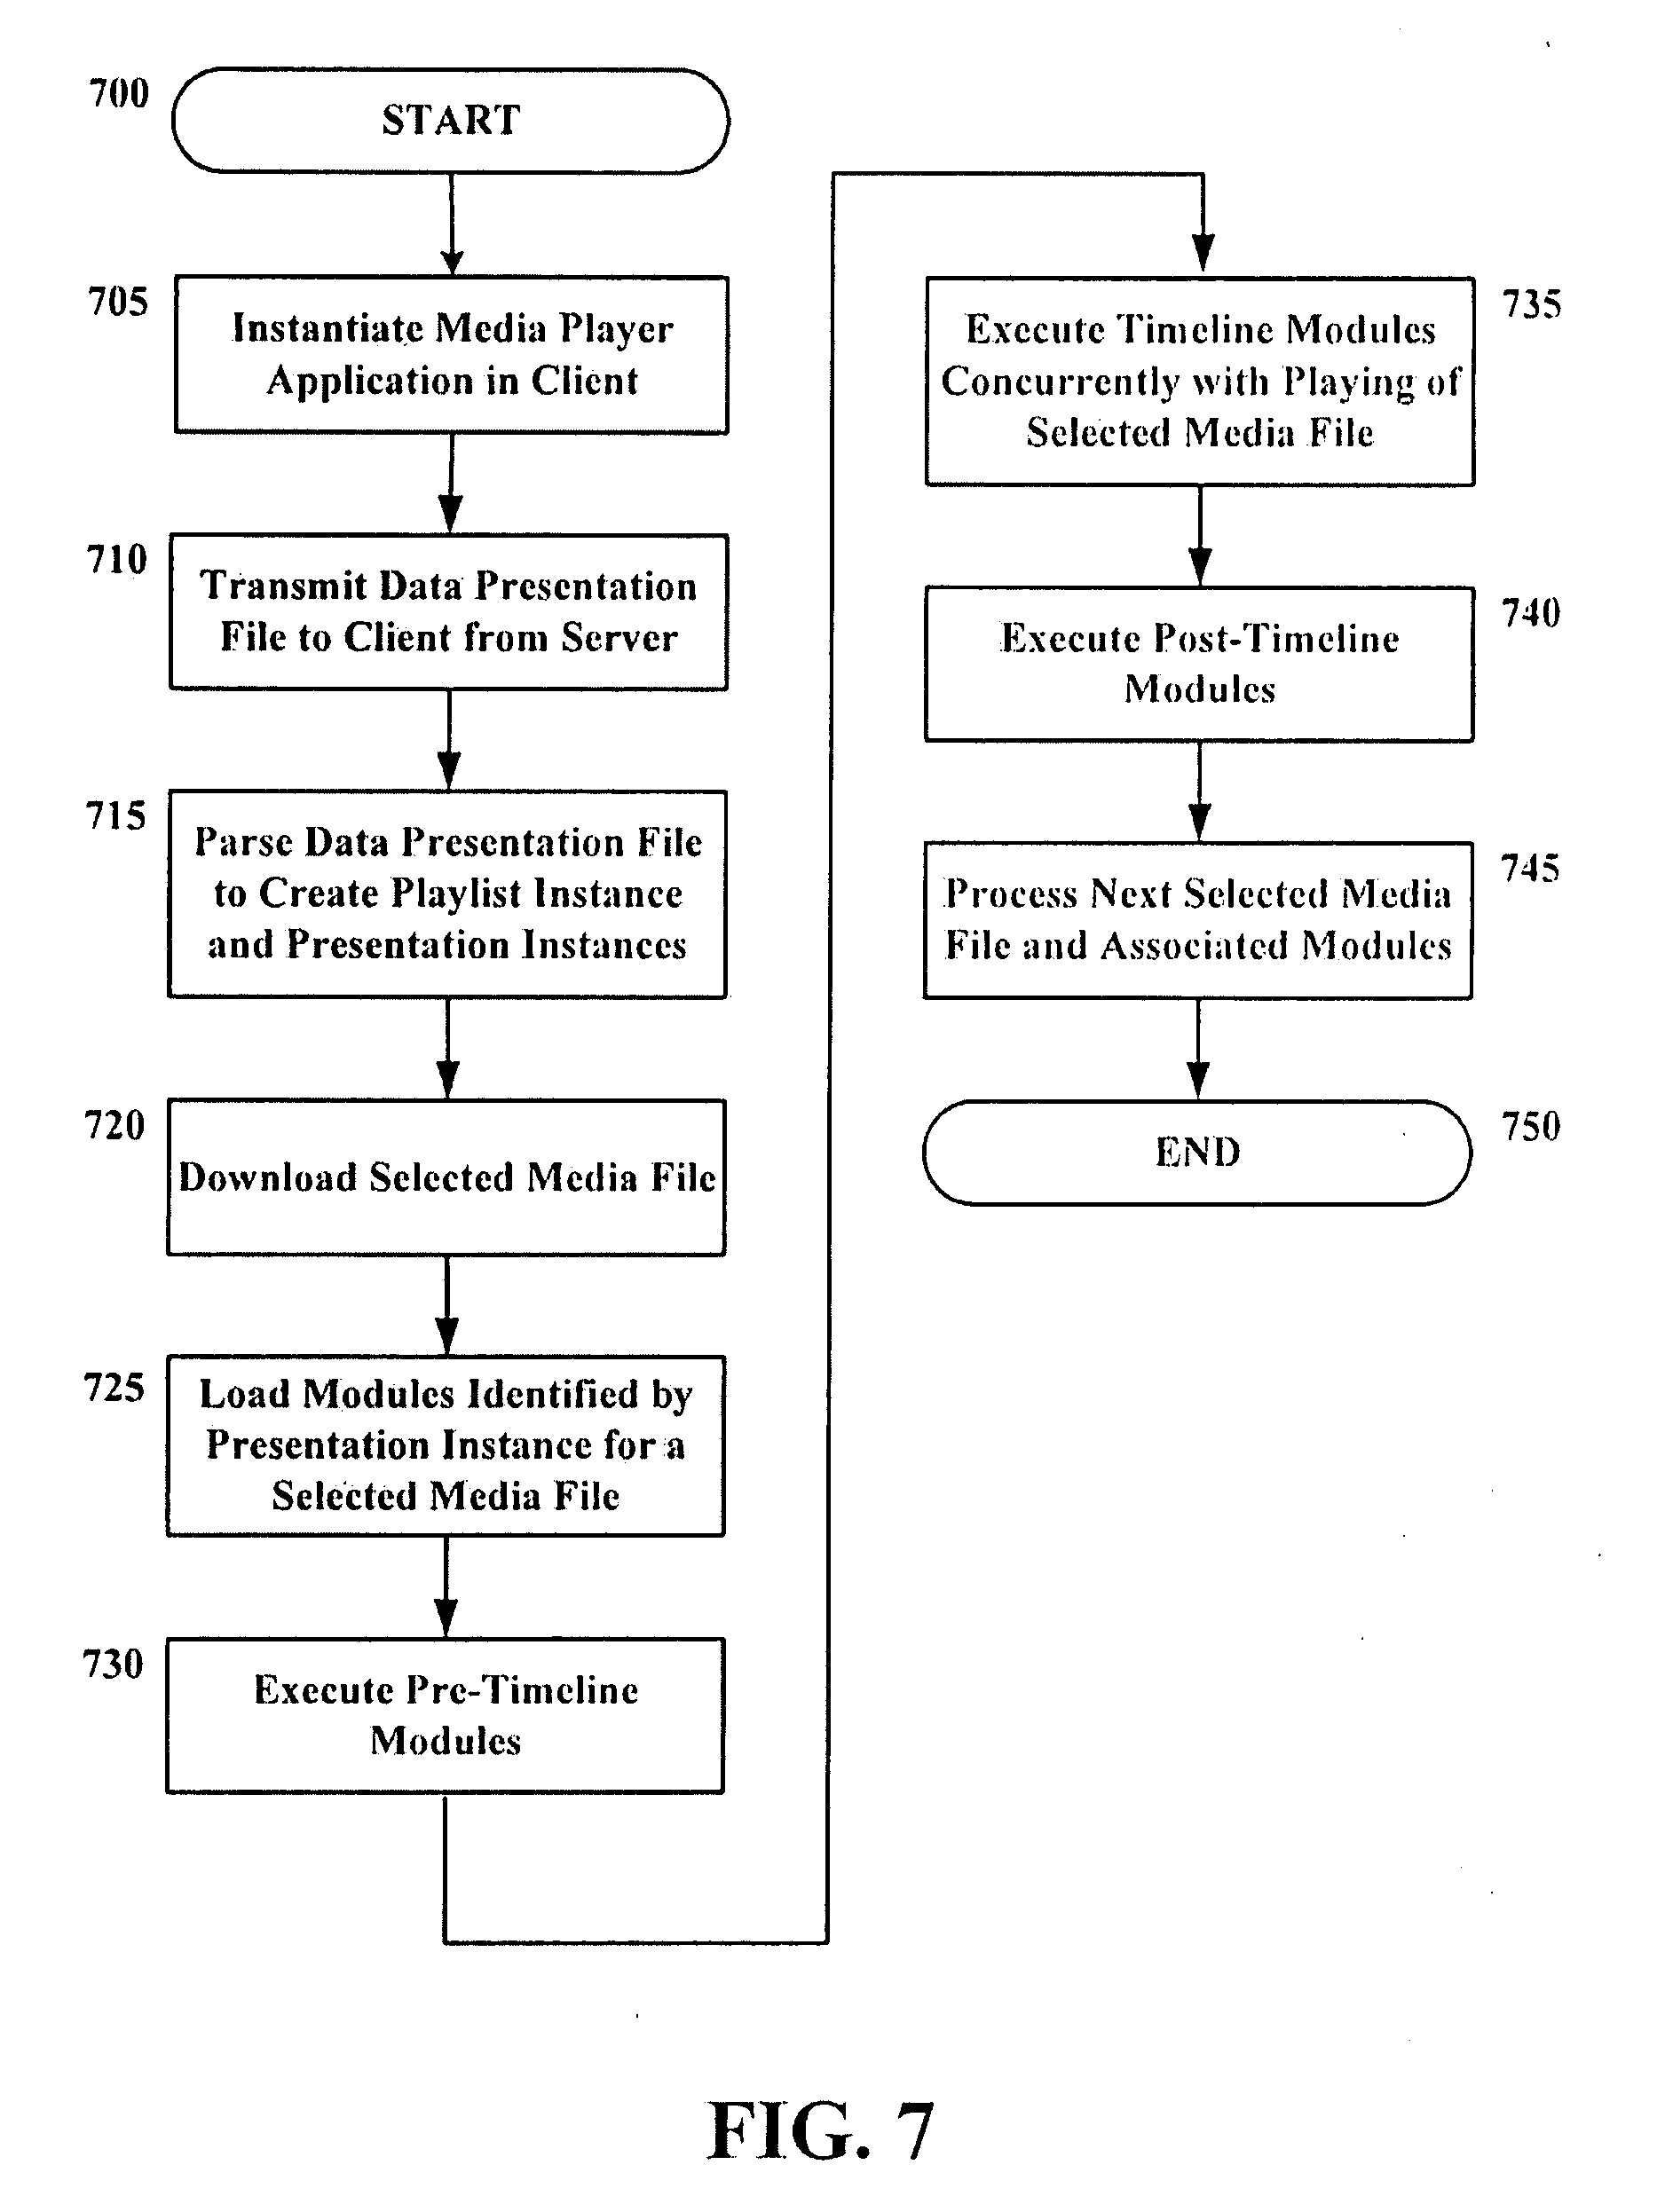 700
START
705
Instantiate Media Player
Application in Client
710
Transmit Data Presentation
File to Client from Server
715
Parse Data Presentation File
to Create Playlist Instance
and Presentation Instances
720
Download Selected Media File
725
Load Modules Identified by
Presentation Instance for a
Selected Media File
730
Execute Pre-Timeline
Modules
735
Execute Timeline Modules
Concurrently with Playing of
Selected Media File
740
Execute Post-Timeline
Modules
745
Process Next Selected Media
File and Associated Modules
750
END
FIG. 7